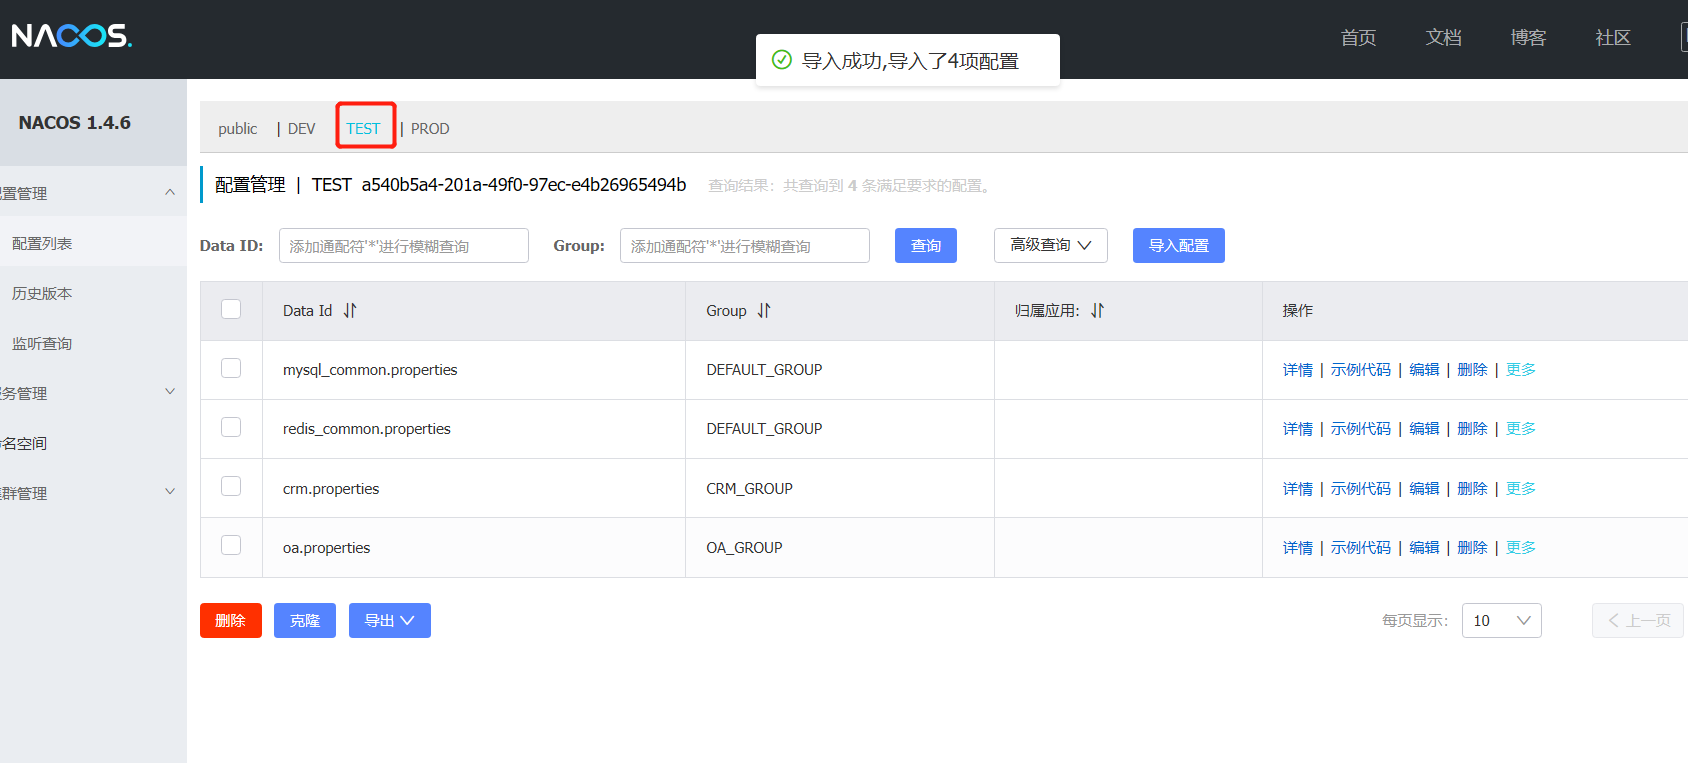 NACOS.
首页 文档 博客 社区
导入成功,导入了4项配置
NACOS 1.4.6
配置管理
配置列表
历史版本
监听查询
服务管理
命名空间
集群管理
public | DEV TEST | PROD
配置管理 | TEST a540b5a4-201a-49f0-97ec-e4b26965494b 查询结果：共查询到 4 条满足要求的配置。
Data ID: 添加通配符'*'进行模糊查询 Group: 添加通配符'*'进行模糊查询 查询 高级查询 导入配置
Data Id Group 归属应用: 操作
mysql_common.properties DEFAULT_GROUP 详情 | 示例代码 | 编辑 | 删除 | 更多
redis_common.properties DEFAULT_GROUP 详情 | 示例代码 | 编辑 | 删除 | 更多
crm.properties CRM_GROUP 详情 | 示例代码 | 编辑 | 删除 | 更多
oa.properties OA_GROUP 详情 | 示例代码 | 编辑 | 删除 | 更多
删除 克隆 导出 每页显示: 10 上一页